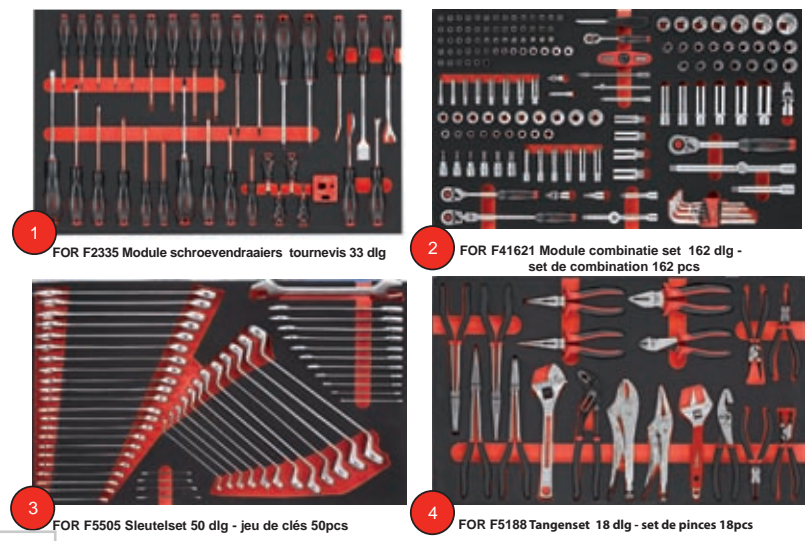 1
FOR F2335 Module schroevendraaiers tournevis 33 dlg
2
FOR F41621 Module combinatie set 162 dlg -
set de combination 162 pcs
3
FOR F5505 Sleutelset 50 dlg - jeu de clés 50pcs
4
FOR F5188 Tangenset 18 dlg - set de pinces 18pcs